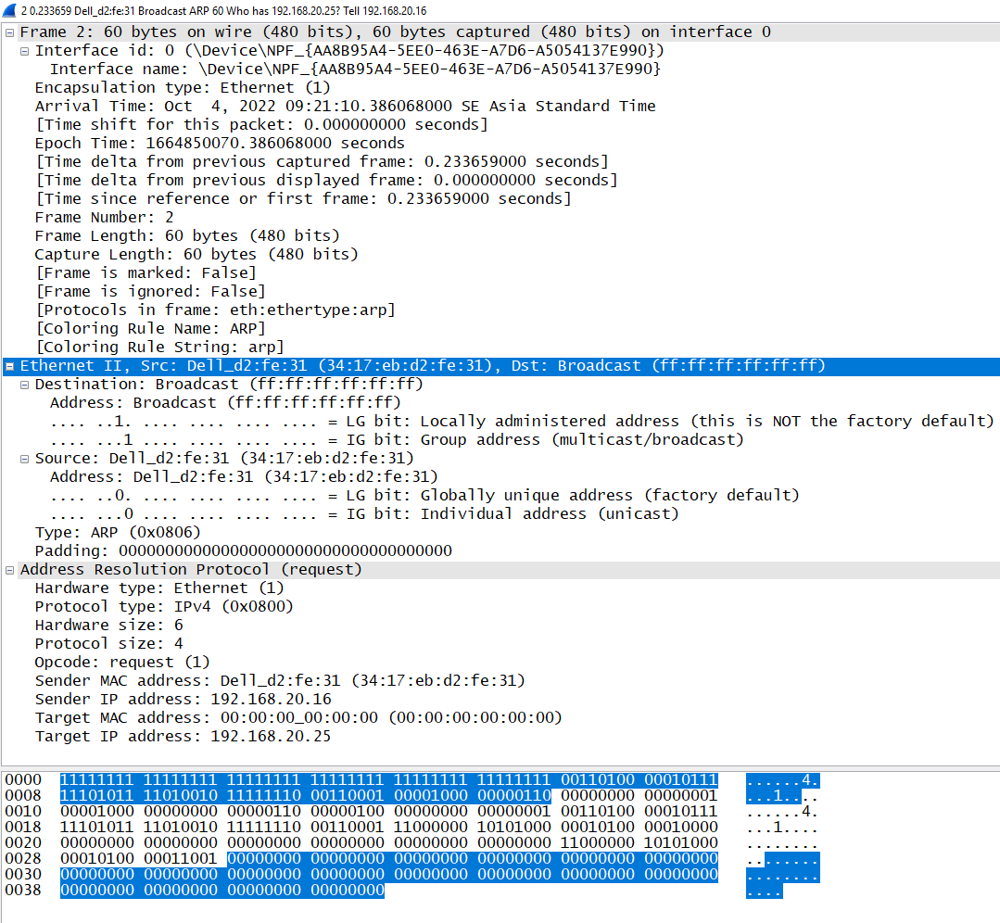 2 0.233659 Dell_d2:fe:31 Broadcast ARP 60 Who has 192.168.20.25? Tell 192.168.20.16
Frame 2: 60 bytes on wire (480 bits), 60 bytes captured (480 bits) on interface 0
Interface id: 0 (\Device\NPF_{AA8B95A4-5EE0-463E-A7D6-A5054137E990})
Interface name: \Device\NPF_{AA8B95A4-5EE0-463E-A7D6-A5054137E990}
Encapsulation type: Ethernet (1)
Arrival Time: Oct  4, 2022 09:21:10.386068000 SE Asia Standard Time
[Time shift for this packet: 0.000000000 seconds]
Epoch Time: 1664850070.386068000 seconds
[Time delta from previous captured frame: 0.233659000 seconds]
[Time delta from previous displayed frame: 0.000000000 seconds]
[Time since reference or first frame: 0.233659000 seconds]
Frame Number: 2
Frame Length: 60 bytes (480 bits)
Capture Length: 60 bytes (480 bits)
[Frame is marked: False]
[Frame is ignored: False]
[Protocols in frame: eth:ethertype:arp]
[Coloring Rule Name: ARP]
[Coloring Rule String: arp]
Ethernet II, Src: Dell_d2:fe:31 (34:17:eb:d2:fe:31), Dst: Broadcast (ff:ff:ff:ff:ff:ff)
Destination: Broadcast (ff:ff:ff:ff:ff:ff)
Address: Broadcast (ff:ff:ff:ff:ff:ff)
.... ..1. .... .... .... .... = LG bit: Locally administered address (this is NOT the factory default)
.... ...1 .... .... .... .... = IG bit: Group address (multicast/broadcast)
Source: Dell_d2:fe:31 (34:17:eb:d2:fe:31)
Address: Dell_d2:fe:31 (34:17:eb:d2:fe:31)
.... ..0. .... .... .... .... = LG bit: Globally unique address (factory default)
.... ...0 .... .... .... .... = IG bit: Individual address (unicast)
Type: ARP (0x0806)
Padding: 000000000000000000000000000000000000
Address Resolution Protocol (request)
Hardware type: Ethernet (1)
Protocol type: IPv4 (0x0800)
Hardware size: 6
Protocol size: 4
Opcode: request (1)
Sender MAC address: Dell_d2:fe:31 (34:17:eb:d2:fe:31)
Sender IP address: 192.168.20.16
Target MAC address: 00:00:00_00:00:00 (00:00:00:00:00:00)
Target IP address: 192.168.20.25
0000 11111111 11111111 11111111 11111111 11111111 11111111 00110100 00010111 ......4.
0008 11101011 11010010 11111110 00110001 00001000 00000110 00000000 00000001 ...1....
0010 00001000 00000000 00000110 00000100 00000000 00000001 00110100 00010111 ......4.
0018 11101011 11010010 11111110 00110001 11000000 10101000 00010100 00010000 ...1....
0020 00000000 00000000 00000000 00000000 00000000 00000000 11000000 10101000 ........
0028 00010100 00011001 00000000 00000000 00000000 00000000 00000000 00000000 ........
0030 00000000 00000000 00000000 00000000 00000000 00000000 00000000 00000000 ........
0038 00000000 00000000 00000000 00000000 ....